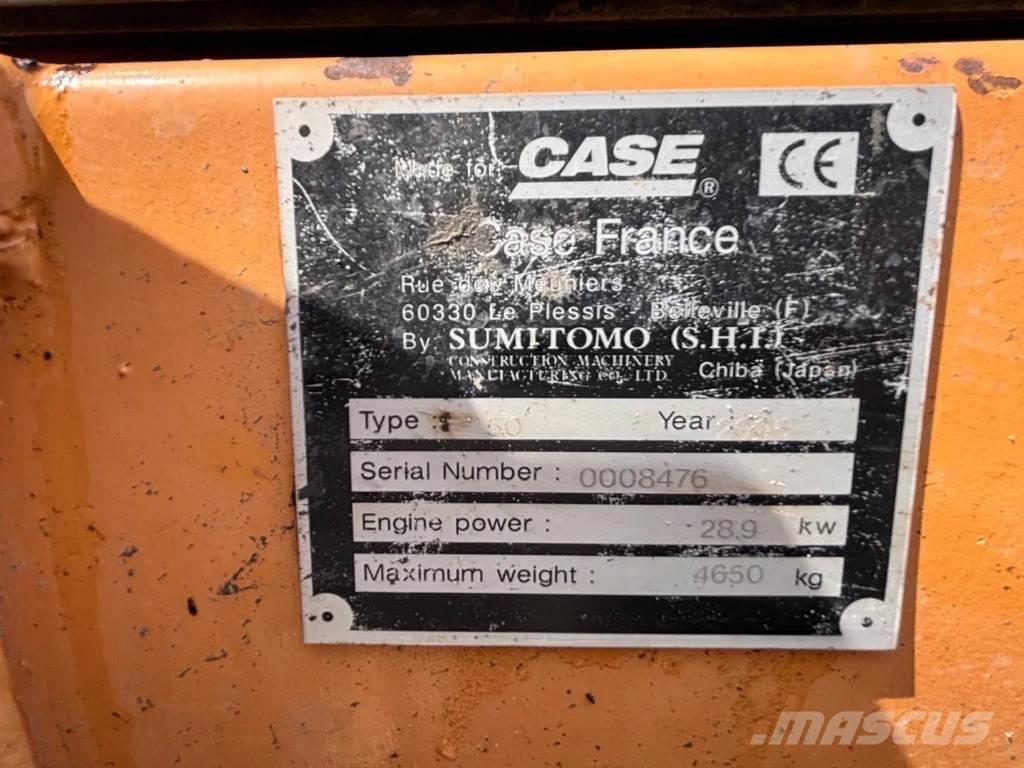 Made for CASE ® CE
Case France
Rue des Meuniers
60330 Le Plessis - Belleville (F)
By: SUMITOMO (S.H.I.)
CONSTRUCTION MACHINERY
MANUFACTURING CO., LTD. Chiba (Japan)
Type : 50 Year :
Serial Number : 0008476
Engine power : 28,9 kw
Maximum weight : 4650 kg
MASCUS